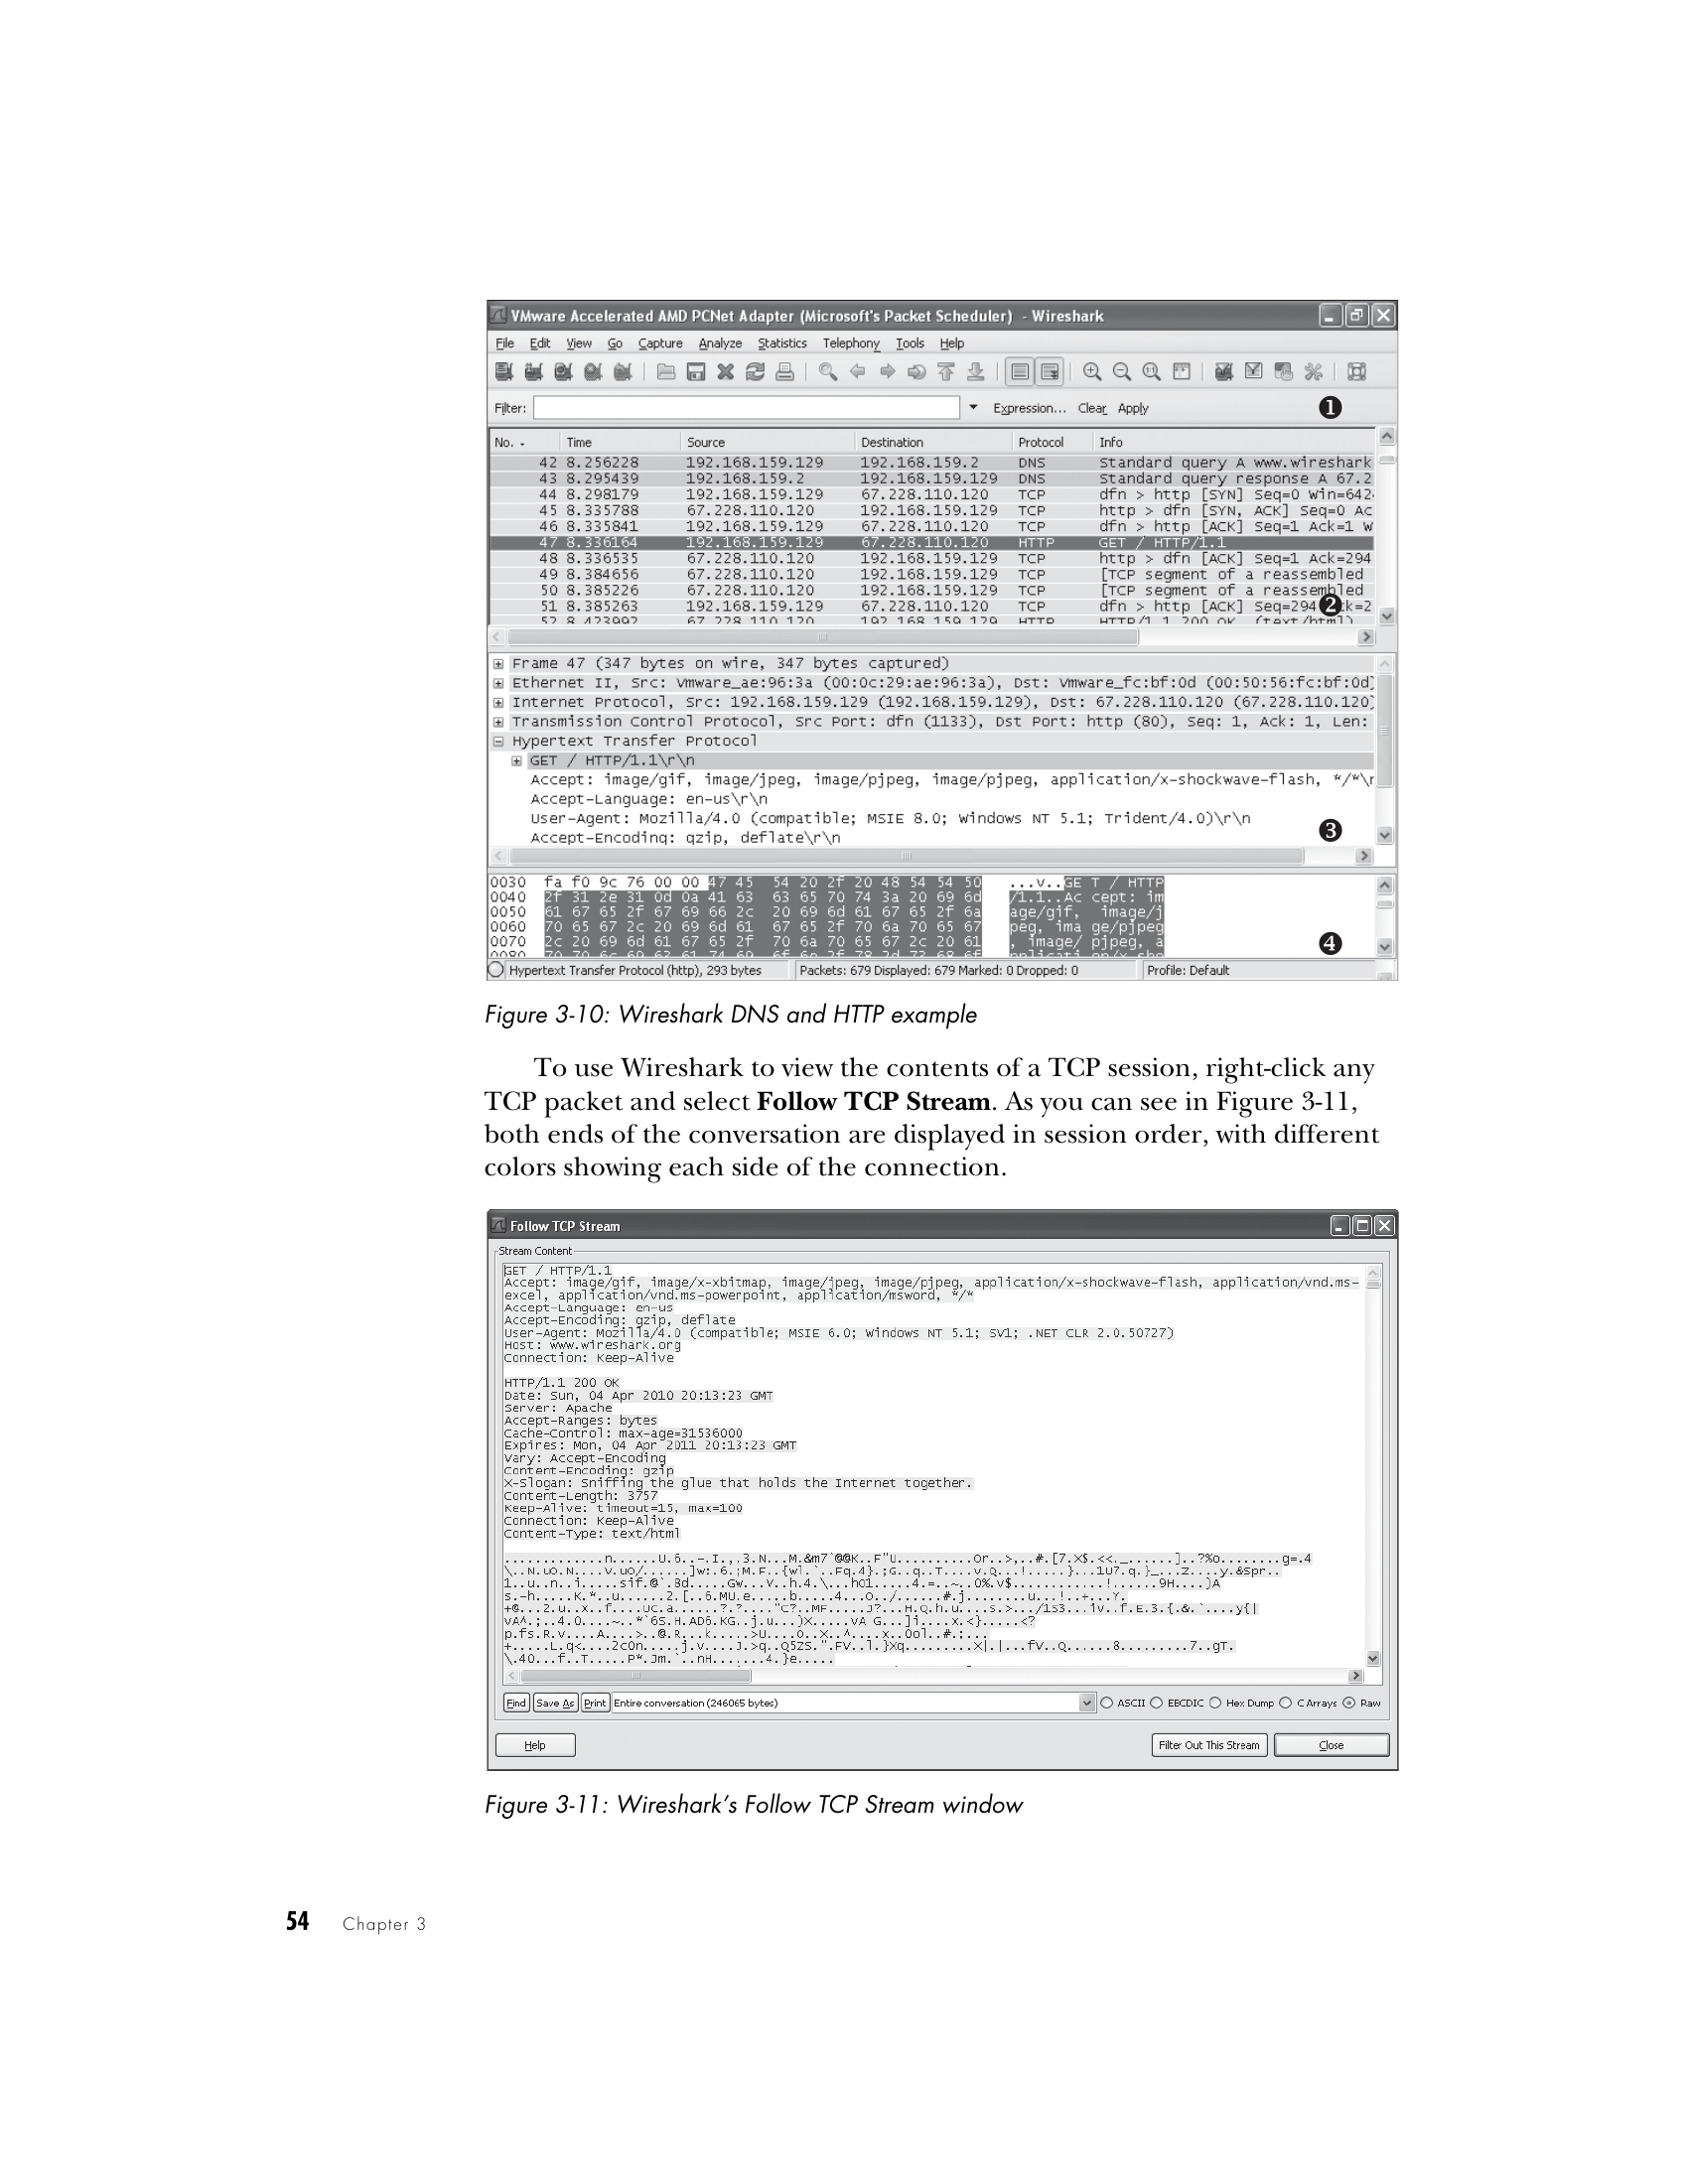 VMware Accelerated AMD PCNet Adapter (Microsoft's Packet Scheduler) - Wireshark
File Edit View Go Capture Analyze Statistics Telephony Tools Help
Filter: Expression... Clear Apply ❶
No. Time Source Destination Protocol Info
42 8.256228 192.168.159.129 192.168.159.2 DNS Standard query A www.wireshark
43 8.295439 192.168.159.2 192.168.159.129 DNS Standard query response A 67.2
44 8.298179 192.168.159.129 67.228.110.120 TCP dfn > http [SYN] Seq=0 Win=642
45 8.335788 67.228.110.120 192.168.159.129 TCP http > dfn [SYN, ACK] Seq=0 Ac
46 8.335841 192.168.159.129 67.228.110.120 TCP dfn > http [ACK] Seq=1 Ack=1 W
47 8.336164 192.168.159.129 67.228.110.120 HTTP GET / HTTP/1.1
48 8.336535 67.228.110.120 192.168.159.129 TCP http > dfn [ACK] Seq=1 Ack=294
49 8.384656 67.228.110.120 192.168.159.129 TCP [TCP segment of a reassembled
50 8.385226 67.228.110.120 192.168.159.129 TCP [TCP segment of a reassembled
51 8.385263 192.168.159.129 67.228.110.120 TCP dfn > http [ACK] Seq=294 ❷ k=2
52 8.423992 67.228.110.120 192.168.159.129 HTTP HTTP/1.1 200 OK (text/html)
Frame 47 (347 bytes on wire, 347 bytes captured)
Ethernet II, Src: Vmware_ae:96:3a (00:0c:29:ae:96:3a), Dst: Vmware_fc:bf:0d (00:50:56:fc:bf:0d)
Internet Protocol, Src: 192.168.159.129 (192.168.159.129), Dst: 67.228.110.120 (67.228.110.120)
Transmission Control Protocol, Src Port: dfn (1133), Dst Port: http (80), Seq: 1, Ack: 1, Len:
Hypertext Transfer Protocol
GET / HTTP/1.1\r\n
Accept: image/gif, image/jpeg, image/pjpeg, image/pjpeg, application/x-shockwave-flash, */*\r
Accept-Language: en-us\r\n
User-Agent: Mozilla/4.0 (compatible; MSIE 8.0; Windows NT 5.1; Trident/4.0)\r\n
Accept-Encoding: gzip, deflate\r\n ❸
0030 fa f0 9c 76 00 00 47 45 54 20 2f 20 48 54 54 50 ...v..GE T / HTTP
0040 2f 31 2e 31 0d 0a 41 63 63 65 70 74 3a 20 69 6d /1.1..Ac cept: im
0050 61 67 65 2f 67 69 66 2c 20 69 6d 61 67 65 2f 6a age/gif, image/j
0060 70 65 67 2c 20 69 6d 61 67 65 2f 70 6a 70 65 67 peg, ima ge/pjpeg
0070 2c 20 69 6d 61 67 65 2f 70 6a 70 65 67 2c 20 61 , image/ pjpeg, a
0080 70 70 6c 69 63 61 74 69 6f 6e 2f 78 2d 73 68 6f pplicati on/x-sho
❹
Hypertext Transfer Protocol (http), 293 bytes Packets: 679 Displayed: 679 Marked: 0 Dropped: 0 Profile: Default
Figure 3-10: Wireshark DNS and HTTP example
To use Wireshark to view the contents of a TCP session, right-click any
TCP packet and select Follow TCP Stream. As you can see in Figure 3-11,
both ends of the conversation are displayed in session order, with different
colors showing each side of the connection.
Follow TCP Stream
Stream Content
GET / HTTP/1.1
Accept: image/gif, image/x-xbitmap, image/jpeg, image/pjpeg, application/x-shockwave-flash, application/vnd.ms-
excel, application/vnd.ms-powerpoint, application/msword, */*
Accept-Language: en-us
Accept-Encoding: gzip, deflate
User-Agent: Mozilla/4.0 (compatible; MSIE 6.0; Windows NT 5.1; SV1; .NET CLR 2.0.50727)
Host: www.wireshark.org
Connection: Keep-Alive
HTTP/1.1 200 OK
Date: Sun, 04 Apr 2010 20:13:23 GMT
Server: Apache
Accept-Ranges: bytes
Cache-Control: max-age=31536000
Expires: Mon, 04 Apr 2011 20:13:23 GMT
Vary: Accept-Encoding
Content-Encoding: gzip
X-Slogan: Sniffing the glue that holds the Internet together.
Content-Length: 3757
Keep-Alive: timeout=15, max=100
Connection: Keep-Alive
Content-Type: text/html
Find Save As Print Entire conversation (246065 bytes) ASCII EBCDIC Hex Dump C Arrays Raw
Help Filter Out This Stream Close
Figure 3-11: Wireshark's Follow TCP Stream window
54 Chapter 3